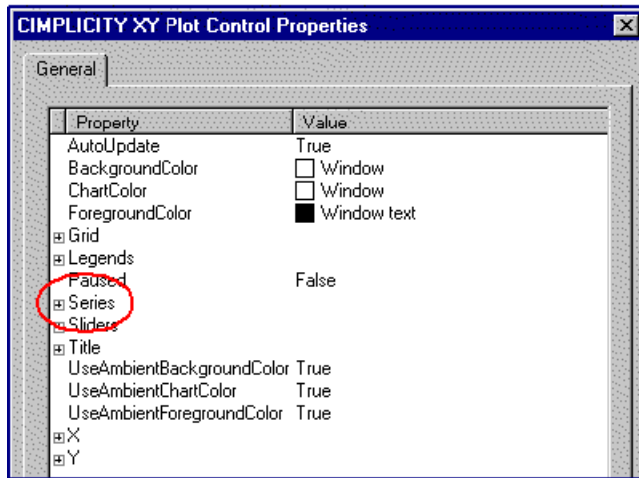 CIMPLICITY XY Plot Control Properties
General
Property Value
AutoUpdate True
BackgroundColor Window
ChartColor Window
ForegroundColor Window text
Grid
Legends
Paused False
Series
Sliders
Title
UseAmbientBackgroundColor True
UseAmbientChartColor True
UseAmbientForegroundColor True
X
Y